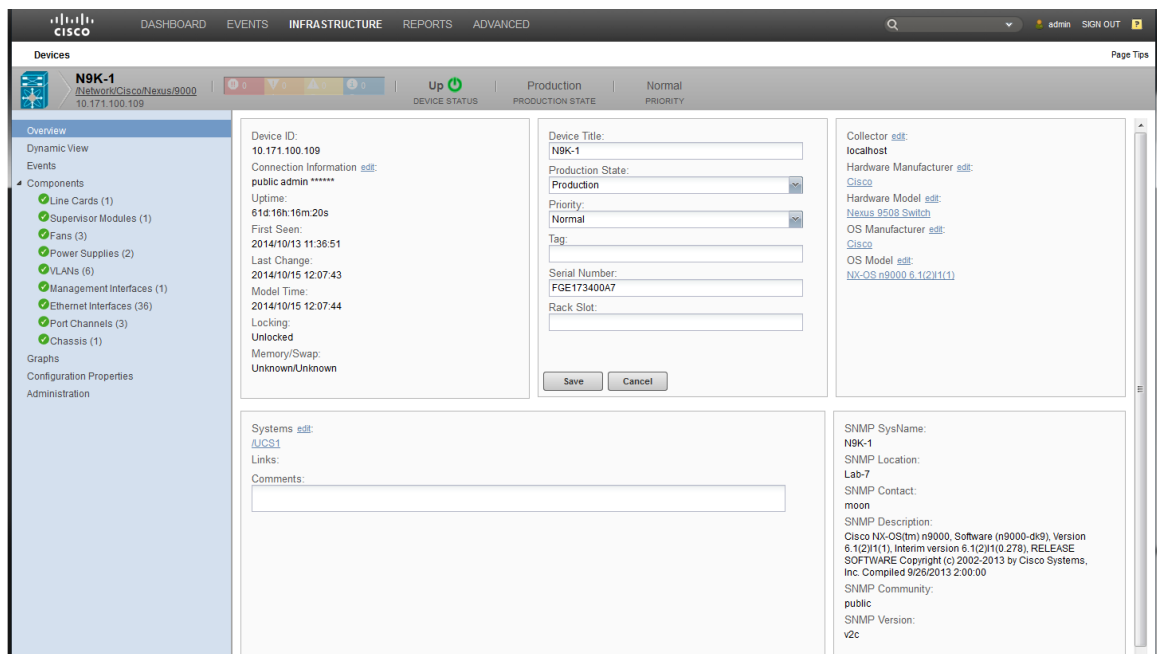 CISCO
DASHBOARD EVENTS INFRASTRUCTURE REPORTS ADVANCED
admin SIGN OUT ?
Devices
Page Tips
N9K-1
/Network/Cisco/Nexus/9000
10.171.100.109
0 0 0 0
Up
DEVICE STATUS
Production
PRODUCTION STATE
Normal
PRIORITY
Overview
Dynamic View
Events
Components
Line Cards (1)
Supervisor Modules (1)
Fans (3)
Power Supplies (2)
VLANs (6)
Management Interfaces (1)
Ethernet Interfaces (36)
Port Channels (3)
Chassis (1)
Graphs
Configuration Properties
Administration
Device ID:
10.171.100.109
Connection Information edit:
public admin ******
Uptime:
61d:16h:16m:20s
First Seen:
2014/10/13 11:36:51
Last Change:
2014/10/15 12:07:43
Model Time:
2014/10/15 12:07:44
Locking:
Unlocked
Memory/Swap:
Unknown/Unknown
Device Title:
N9K-1
Production State:
Production
Priority:
Normal
Tag:
Serial Number:
FGE173400A7
Rack Slot:
Save Cancel
Collector edit:
localhost
Hardware Manufacturer edit:
Cisco
Hardware Model edit:
Nexus 9508 Switch
OS Manufacturer edit:
Cisco
OS Model edit:
NX-OS n9000 6.1(2)I1(1)
Systems edit:
/UCS1
Links:
Comments:
SNMP SysName:
N9K-1
SNMP Location:
Lab-7
SNMP Contact:
moon
SNMP Description:
Cisco NX-OS(tm) n9000, Software (n9000-dk9), Version
6.1(2)I1(1), Interim version 6.1(2)I1(0.278), RELEASE
SOFTWARE Copyright (c) 2002-2013 by Cisco Systems,
Inc. Compiled 9/26/2013 2:00:00
SNMP Community:
public
SNMP Version:
v2c